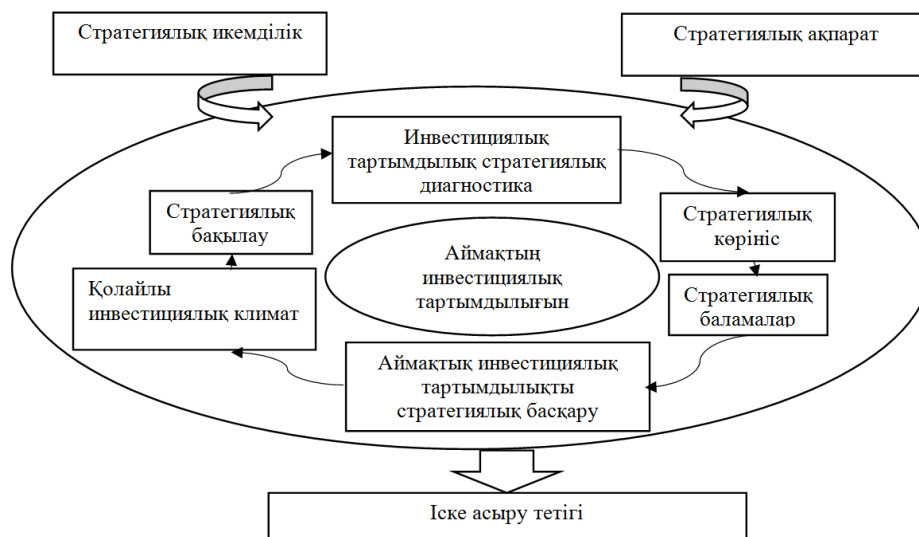 Стратегиялық икемділік
Стратегиялық ақпарат
Инвестициялық
тартымдылық стратегиялық
диагностика
Стратегиялық
бақылау
Стратегиялық
көрініс
Аймақтың
инвестициялық
тартымдылығын
Қолайлы
инвестициялық климат
Стратегиялық
баламалар
Аймақтық инвестициялық
тартымдылықты
стратегиялық басқару
Іске асыру тетігі